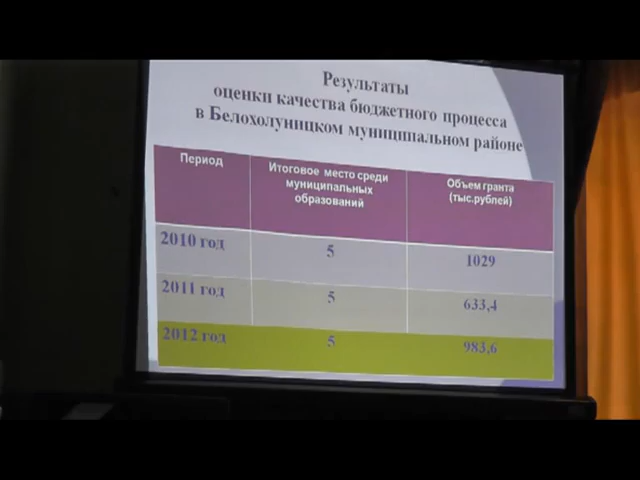 Результаты
оценки качества бюджетного процесса
в Белохолуницком муниципальном районе
Период
Итоговое место среди
муниципальных
образований
Объем гранта
(тыс.рублей)
2010 год
5
1029
2011 год
5
633,4
2012 год
5
983,6